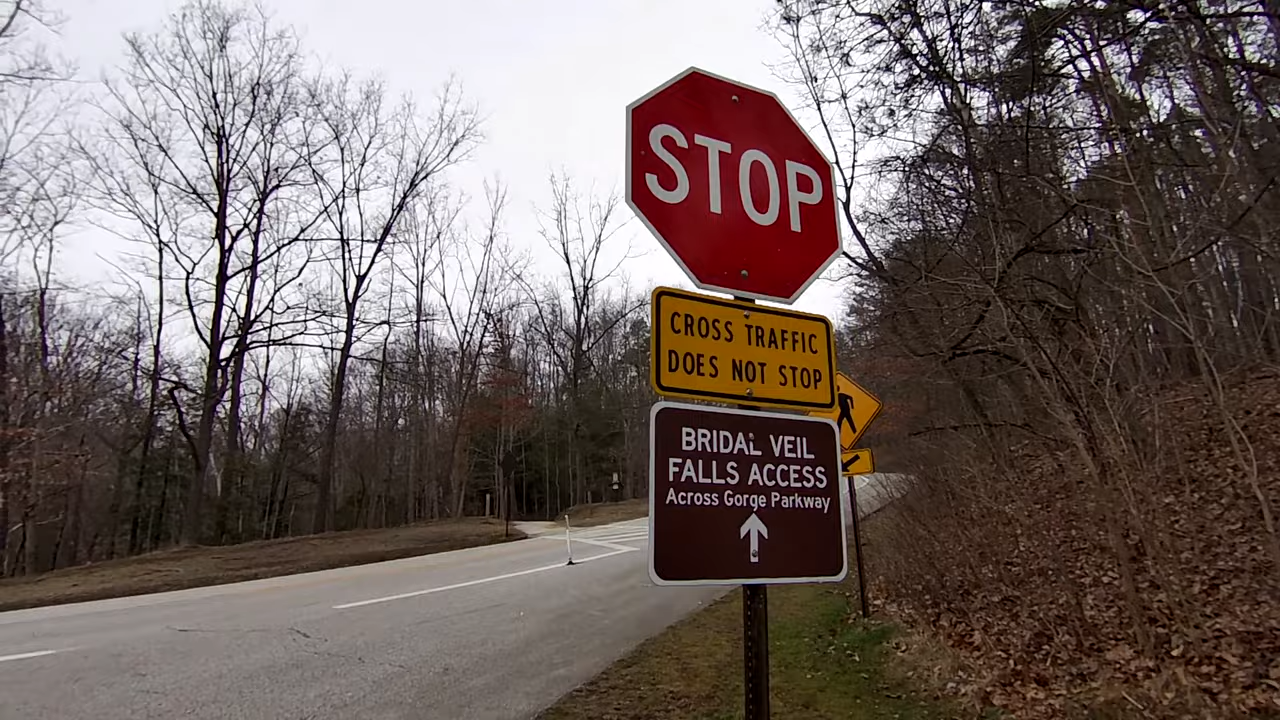 STOP
CROSS TRAFFIC
DOES NOT STOP
BRIDAL VEIL
FALLS ACCESS
Across Gorge Parkway